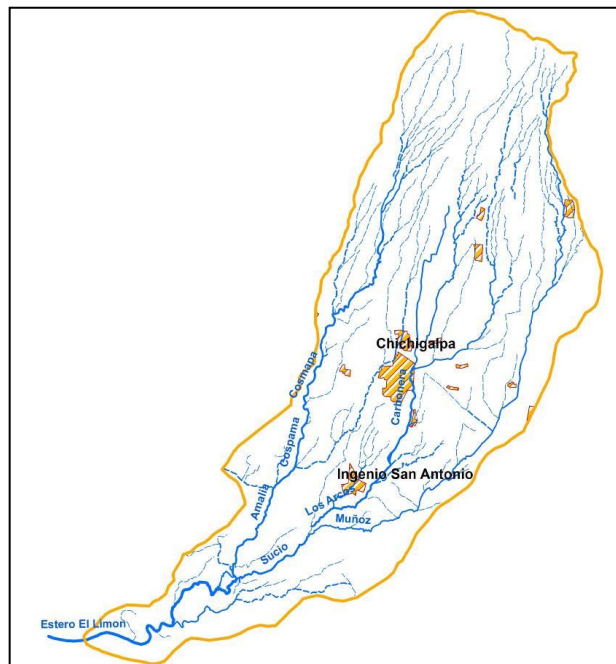 Chichigalpa
Cosmapa
Carbonera
Cospama
Ingenio San Antonio
Amalia
Los Arcos
Muñoz
Sucio
Estero El Limon